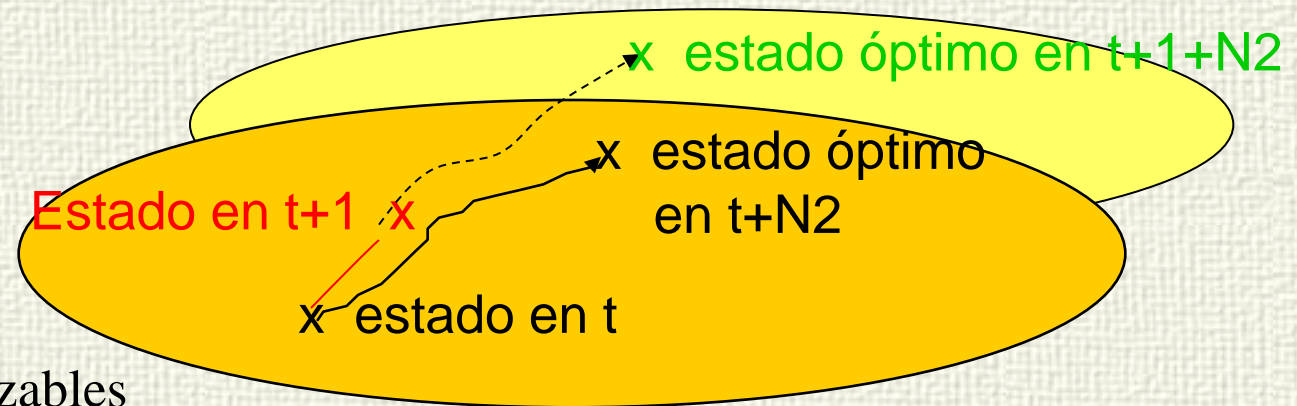 x estado óptimo en t+1+N2
x estado óptimo
en t+N2
Estado en t+1 x
x estado en t
zables